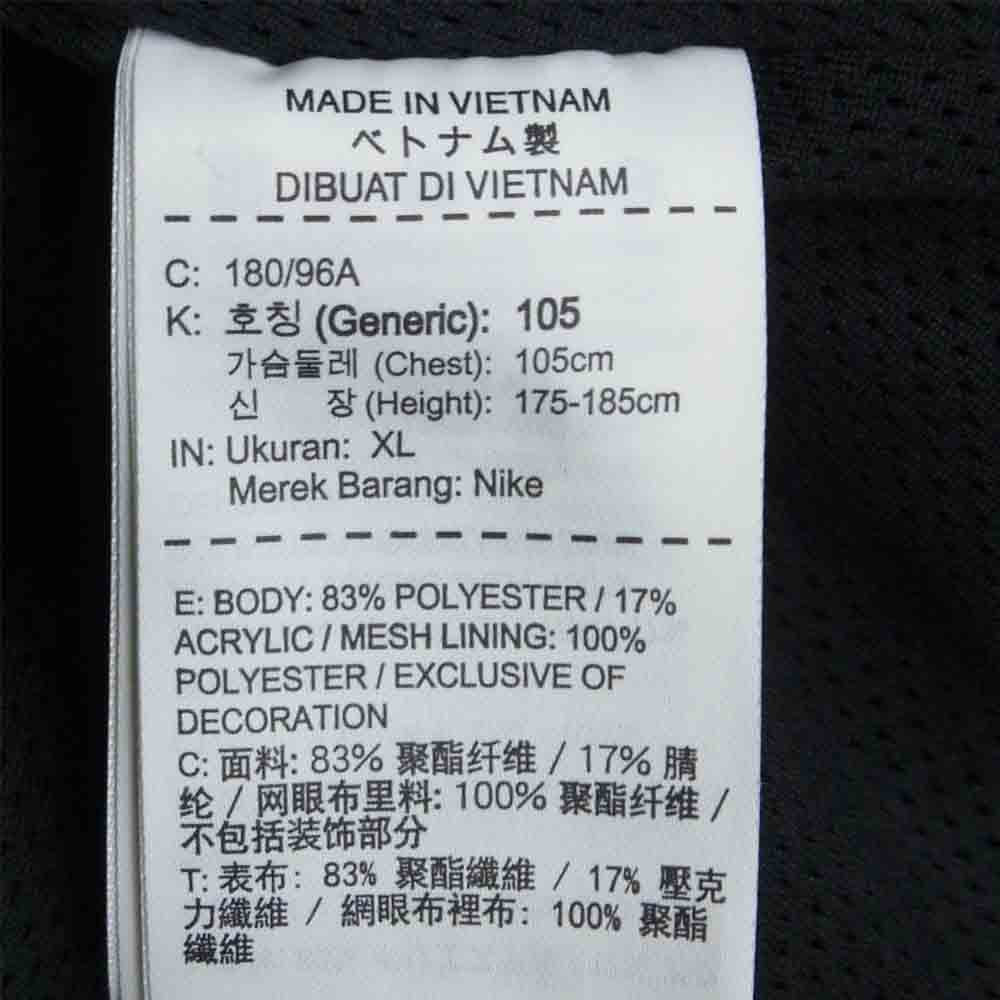 MADE IN VIETNAM
ベトナム製
DIBUAT DI VIETNAM
C: 180/96A
K: 호칭 (Generic): 105
가슴둘레 (Chest): 105cm
신 장 (Height): 175-185cm
IN: Ukuran: XL
Merek Barang: Nike
E: BODY: 83% POLYESTER / 17%
ACRYLIC / MESH LINING: 100%
POLYESTER / EXCLUSIVE OF
DECORATION
C: 面料: 83% 聚酯纤维 / 17% 腈
纶 / 网眼布里料: 100% 聚酯纤维 /
不包括装饰部分
T: 表布: 83% 聚酯纖維 / 17% 壓克
力纖維 / 網眼布裡布: 100% 聚酯
纖維